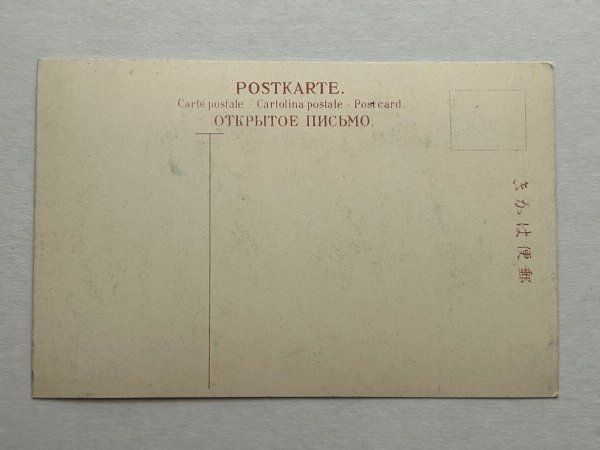 POSTKARTE.
Carte postale - Cartolina postale - Post card.
ОТКРЫТОЕ ПИСЬМО.
郵便はかき